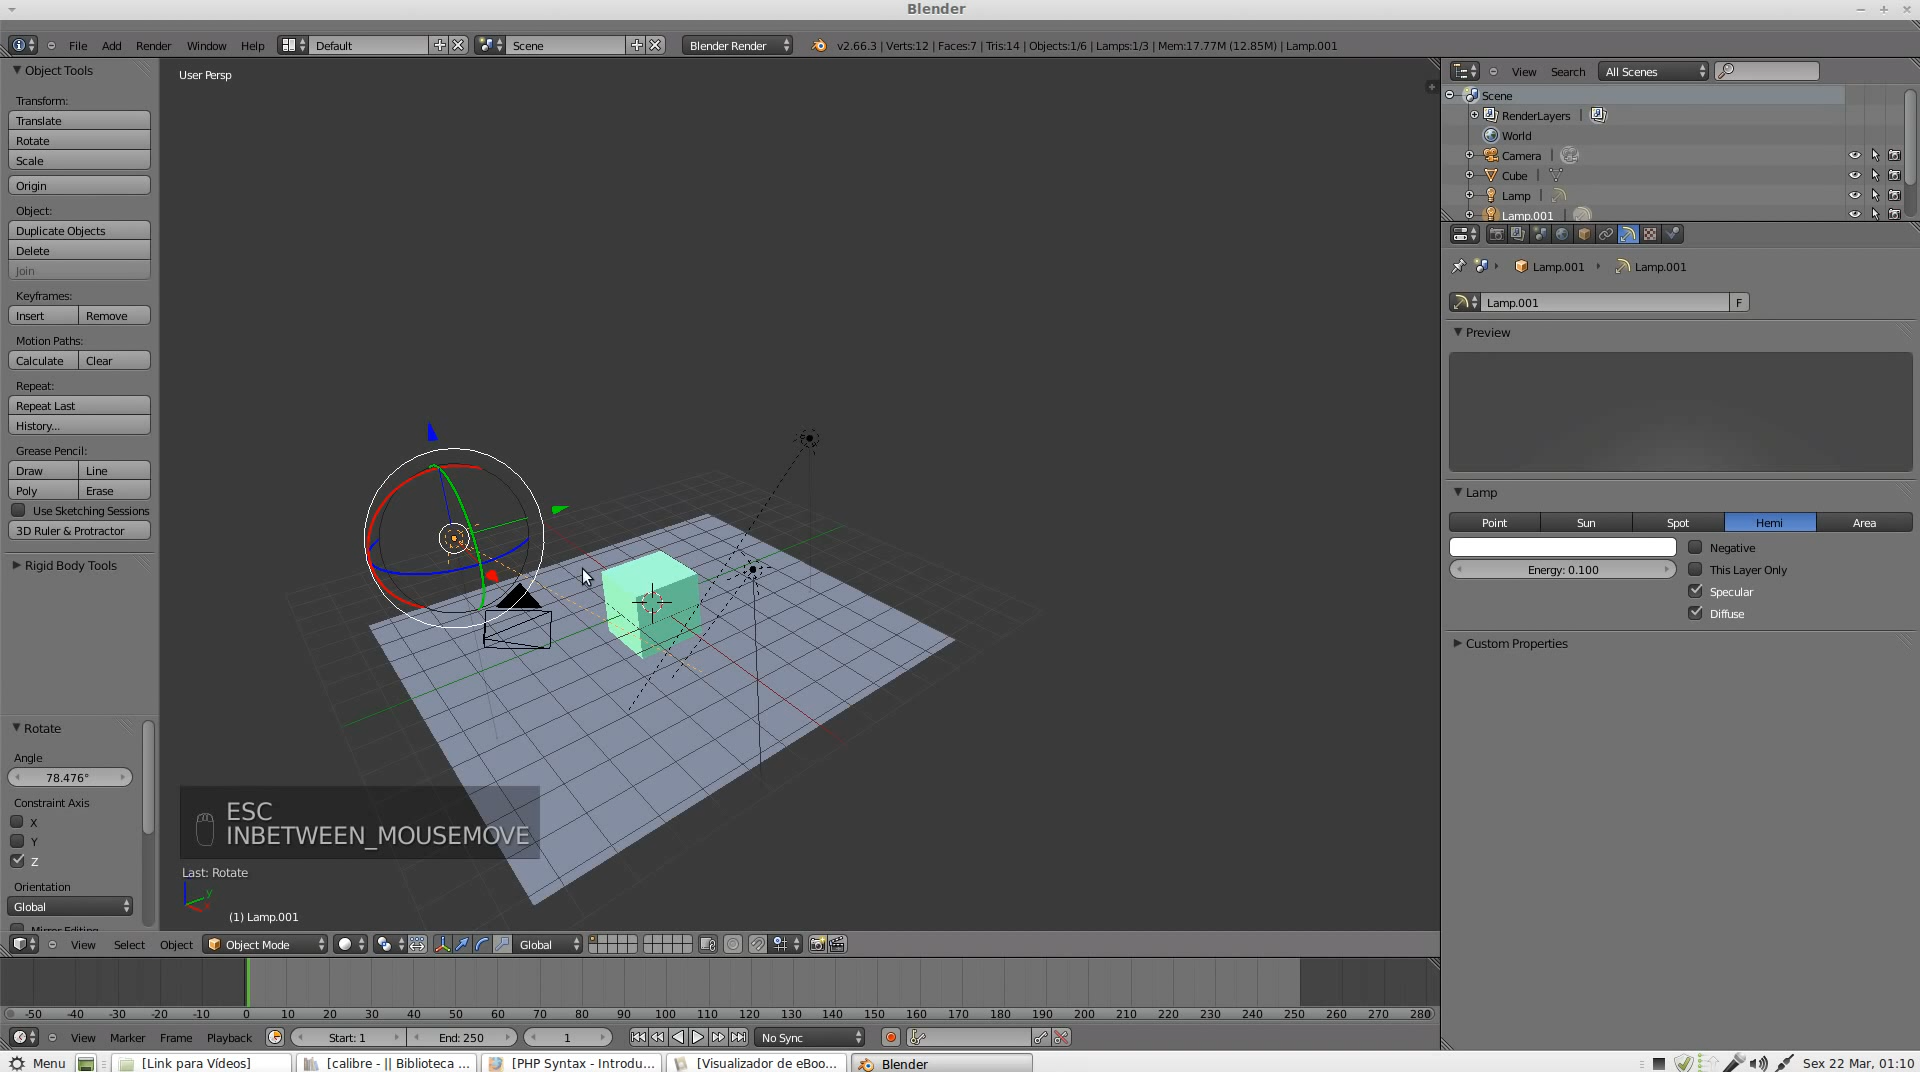 Blender
File Add Render Window Help Default Scene Blender Render v2.66.3 | Verts:12 | Faces:7 | Tris:14 | Objects:1/6 | Lamps:1/3 | Mem:17.77M (12.85M) | Lamp.001
Object Tools
Transform:
Translate
Rotate
Scale
Origin
Object:
Duplicate Objects
Delete
Join
Keyframes:
Insert Remove
Motion Paths:
Calculate Clear
Repeat:
Repeat Last
History...
Grease Pencil:
Draw Line
Poly Erase
Use Sketching Sessions
3D Ruler & Protractor
Rigid Body Tools
Rotate
Angle
78.476°
Constraint Axis
X
Y
Z
Orientation
Global
User Persp
ESC
INBETWEEN_MOUSEMOVE
Last: Rotate
y
(1) Lamp.001
View Search All Scenes
Scene
RenderLayers
World
Camera
Cube
Lamp
Lamp.001
Lamp.001 Lamp.001
Lamp.001 F
Preview
Lamp
Point Sun Spot Hemi Area
Negative
Energy: 0.100 This Layer Only
Specular
Diffuse
Custom Properties
View Select Object Object Mode Global
-50 -40 -30 -20 -10 0 10 20 30 40 50 60 70 80 90 100 110 120 130 140 150 160 170 180 190 200 210 220 230 240 250 260 270 280
View Marker Frame Playback Start: 1 End: 250 1 No Sync
Menu [Link para Vídeos] [calibre - || Biblioteca ... [PHP Syntax - Introdu... [Visualizador de eBoo... Blender Sex 22 Mar, 01:10